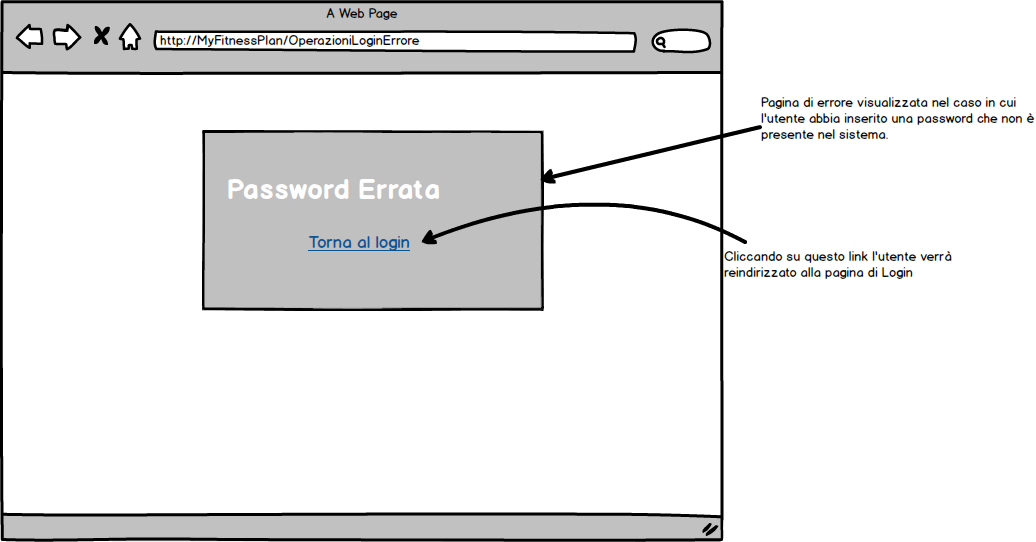 A Web Page
http://MyFitnessPlan/OperazioniLoginErrore
Pagina di errore visualizzata nel caso in cui
l'utente abbia inserito una password che non è
presente nel sistema.
Password Errata
Torna al login
Cliccando su questo link l'utente verrà
reindirizzato alla pagina di Login